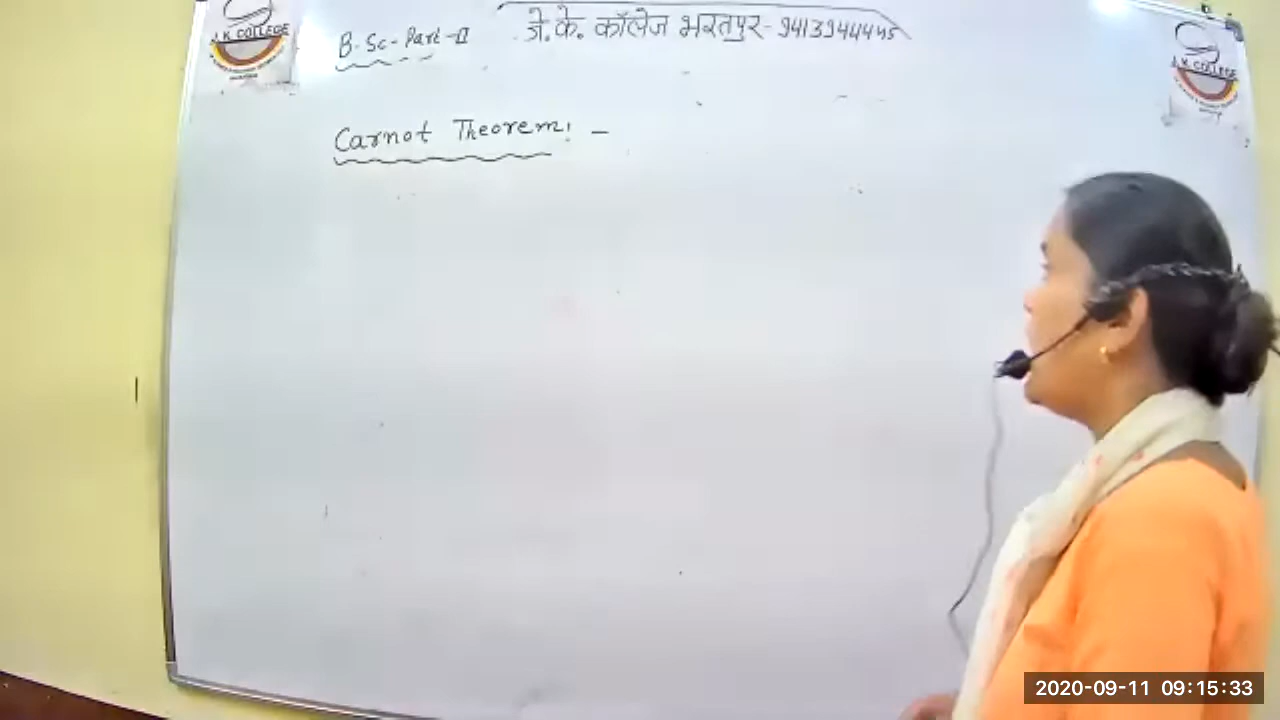 जे. के. कॉलेज भरतपुर - 9413944445
B.Sc. Part-II
J.K COLLEGE
J.K COLLEGE
Carnot Theorem: -
2020-09-11 09:15:33